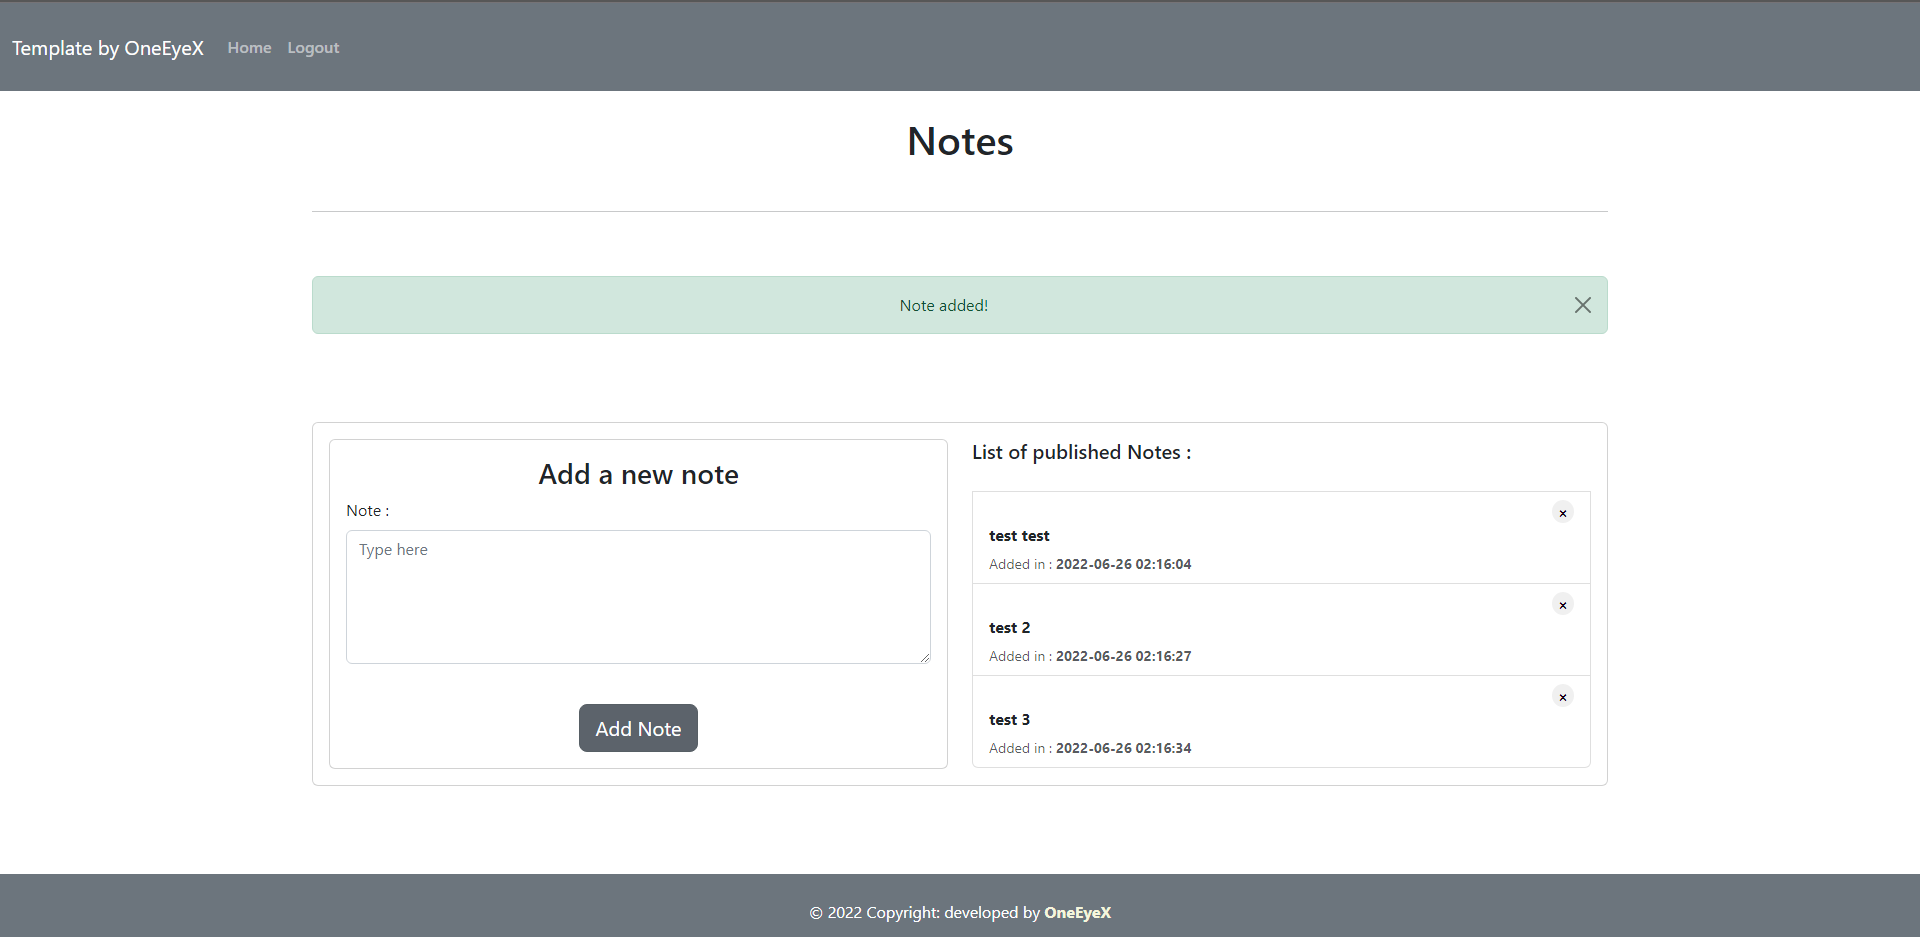 Template by OneEyeX Home Logout
Notes
Note added!
Add a new note
Note :
Type here
Add Note
List of published Notes :
test test
Added in : 2022-06-26 02:16:04
test 2
Added in : 2022-06-26 02:16:27
test 3
Added in : 2022-06-26 02:16:34
© 2022 Copyright: developed by OneEyeX